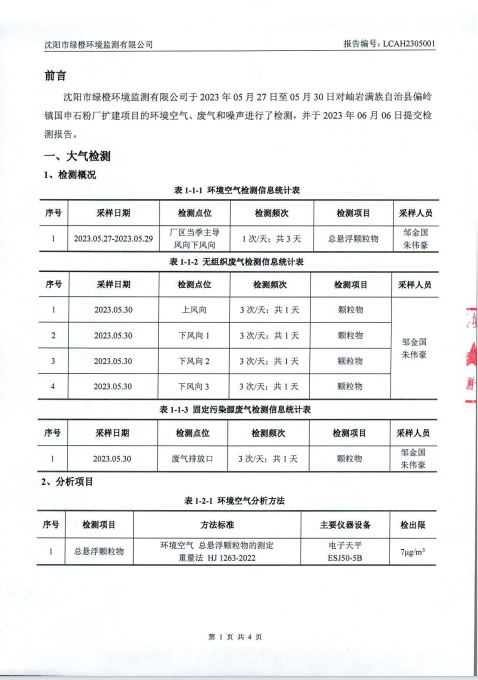 沈阳市绿橙环境监测有限公司 报告编号：LCAH2305001
前言
沈阳市绿橙环境监测有限公司于 2023 年 05 月 27 日至 05 月 30 日对岫岩满族自治县偏岭
镇国申石粉厂扩建项目的环境空气、废气和噪声进行了检测，并于 2023 年 06 月 06 日提交检
测报告。
一、大气检测
1、检测概况
表 1-1-1 环境空气检测信息统计表
序号 采样日期 检测点位 检测频次 检测项目 采样人员
1 2023.05.27-2023.05.29 厂区当季主导 1 次/天；共 3 天 总悬浮颗粒物 邹金国
风向下风向 朱伟豪
表 1-1-2 无组织废气检测信息统计表
序号 采样日期 检测点位 检测频次 检测项目 采样人员
1 2023.05.30 上风向 3 次/天；共 1 天 颗粒物
2 2023.05.30 下风向 1 3 次/天；共 1 天 颗粒物
邹金国
朱伟豪
3 2023.05.30 下风向 2 3 次/天；共 1 天 颗粒物
4 2023.05.30 下风向 3 3 次/天；共 1 天 颗粒物
表 1-1-3 固定污染源废气检测信息统计表
序号 采样日期 检测点位 检测频次 检测项目 采样人员
1 2023.05.30 废气排放口 3 次/天；共 1 天 颗粒物 邹金国
朱伟豪
2、分析项目
表 1-2-1 环境空气分析方法
序号 检测项目 方法标准 主要仪器设备 检出限
1 总悬浮颗粒物 环境空气 总悬浮颗粒物的测定 电子天平 7μg/m³
重量法 HJ 1263-2022 ESJ50-5B
第 1 页 共 4 页